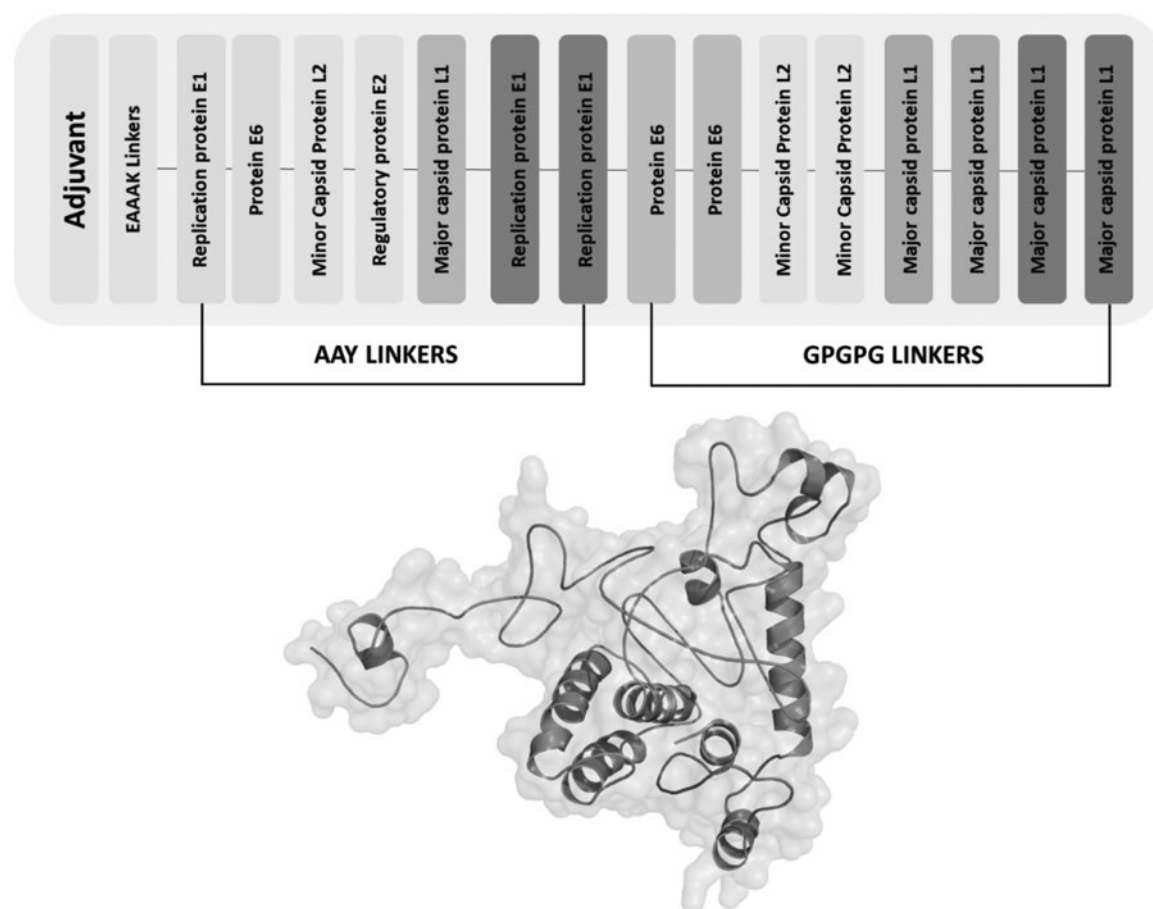 Adjuvant
EAAAK Linkers
Replication protein E1
Protein E6
Minor Capsid Protein L2
Regulatory protein E2
Major capsid protein L1
Replication protein E1
Replication protein E1
Protein E6
Protein E6
Minor Capsid Protein L2
Minor Capsid Protein L2
Major capsid protein L1
Major capsid protein L1
Major capsid protein L1
Major capsid protein L1
AAY LINKERS
GPGPG LINKERS